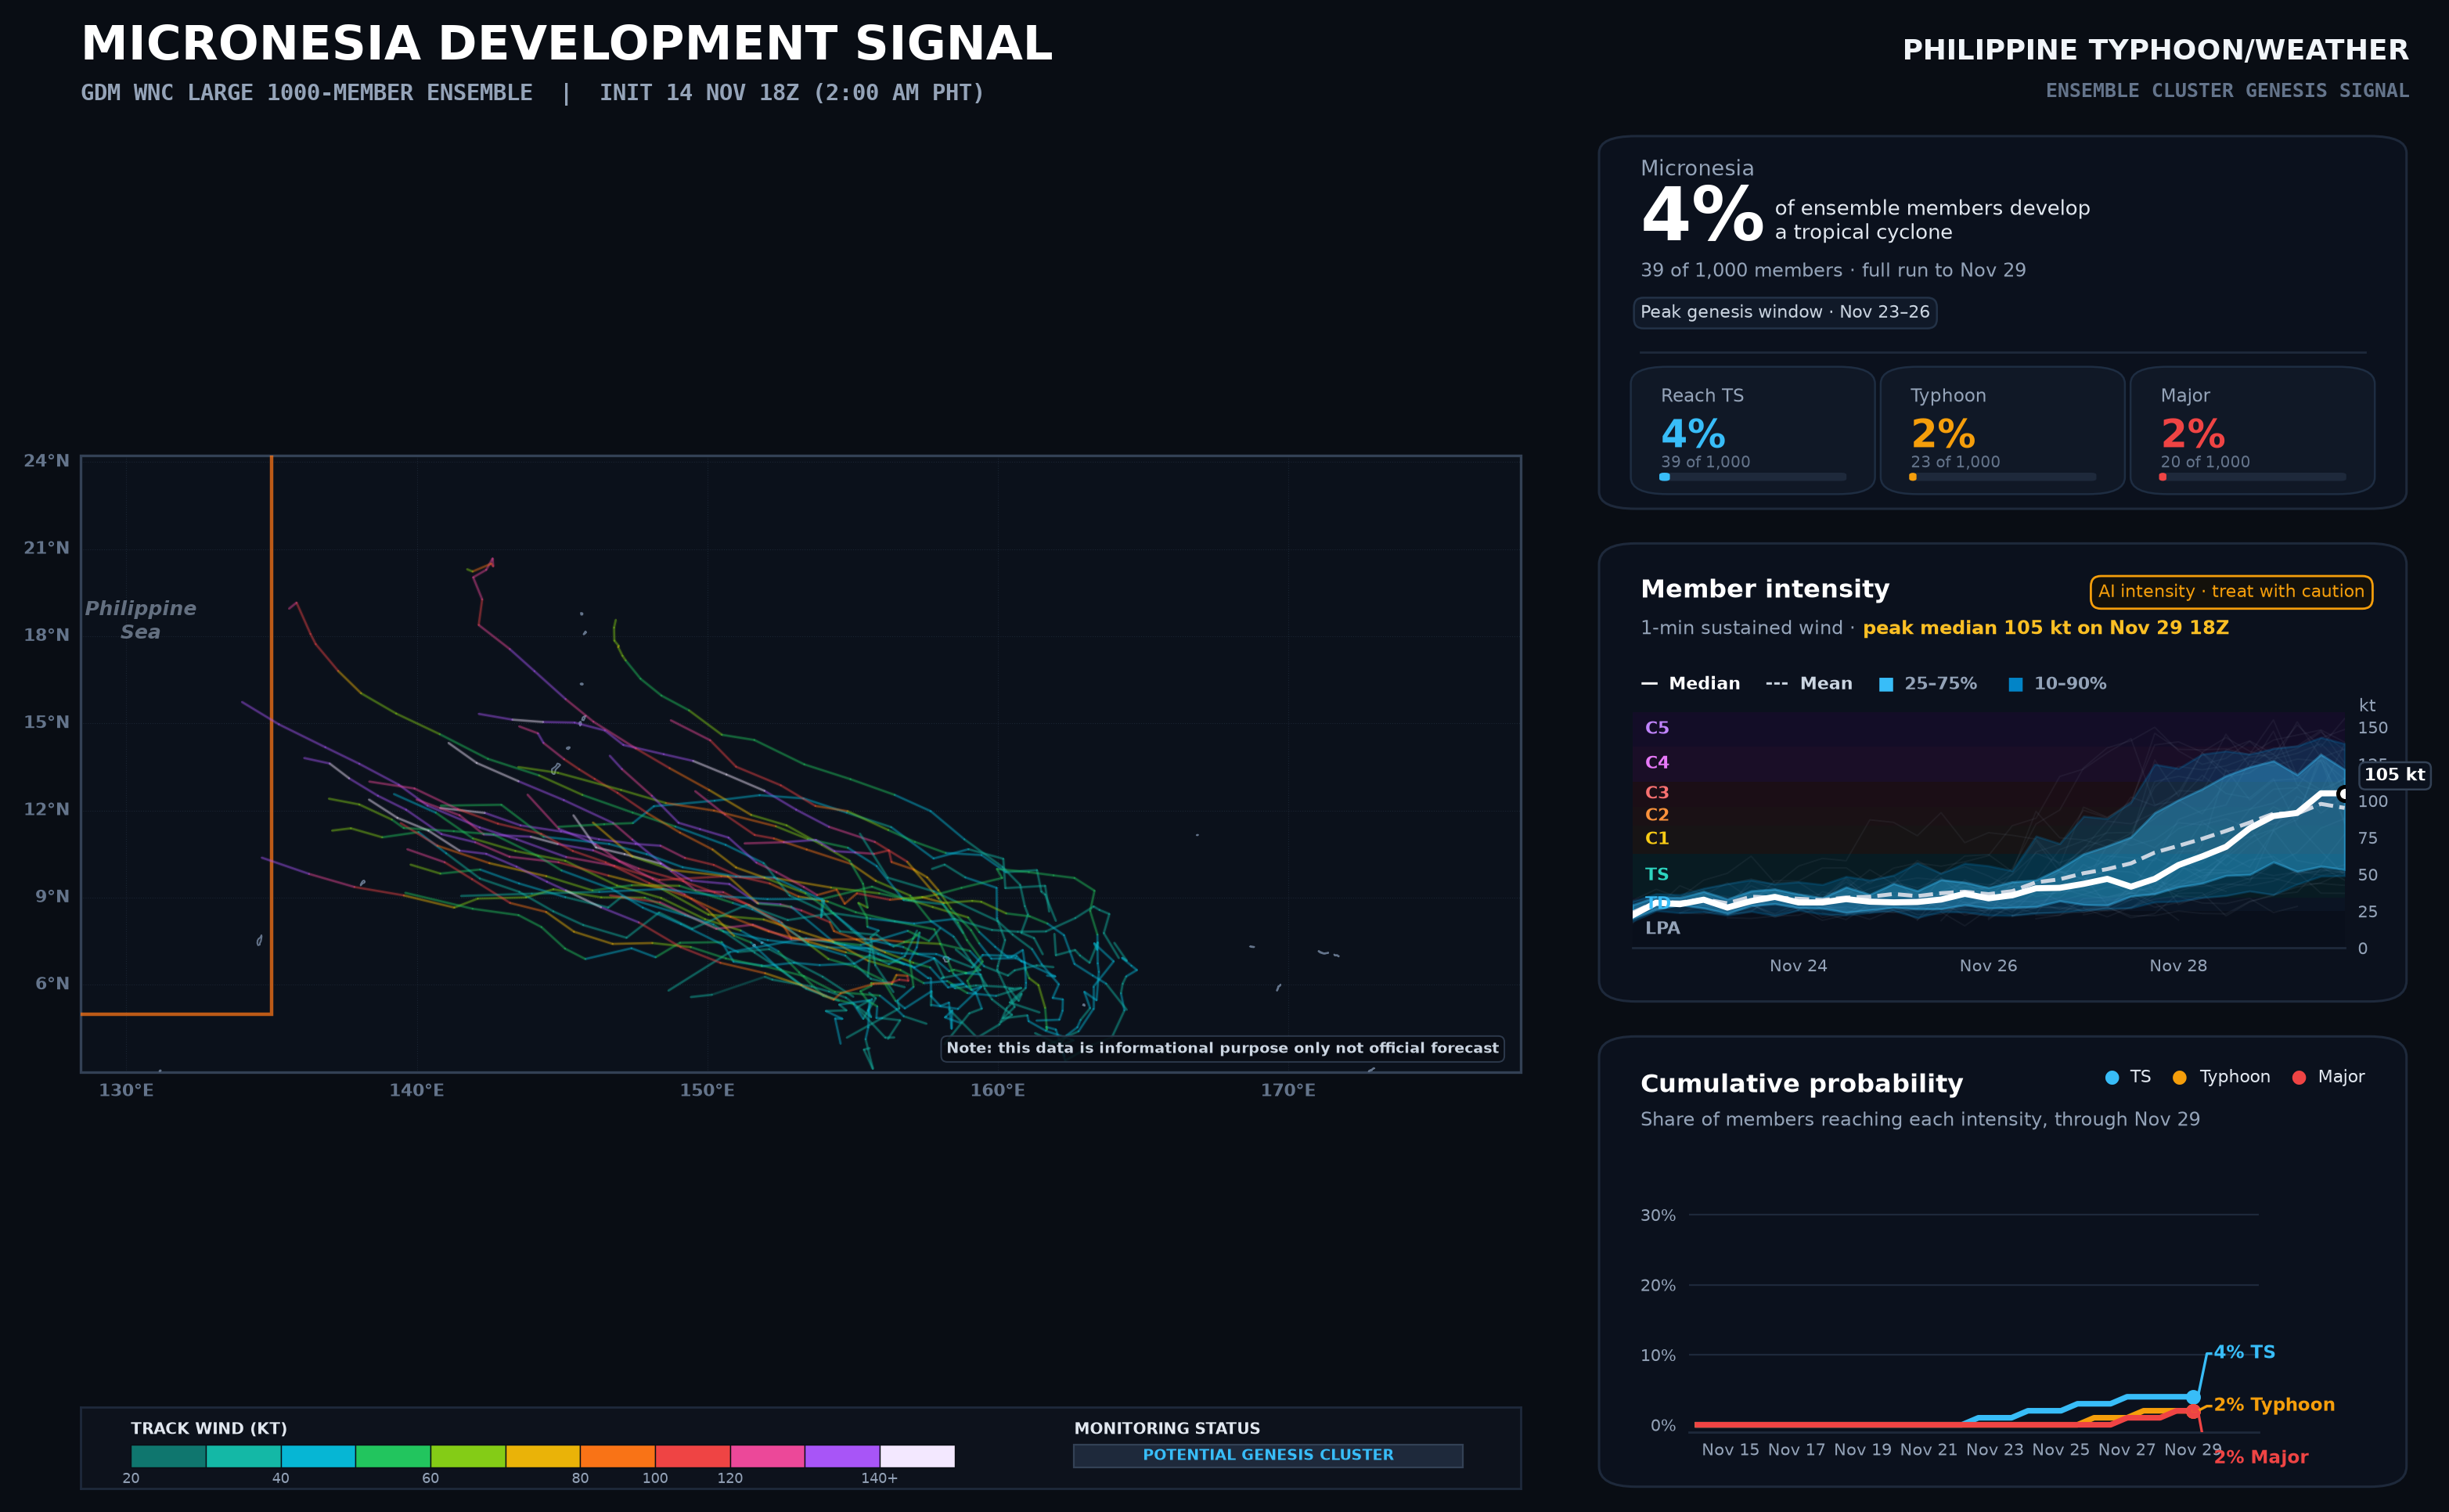 MICRONESIA DEVELOPMENT SIGNAL
GDM WNC LARGE 1000-MEMBER ENSEMBLE | INIT 14 NOV 18Z (2:00 AM PHT)
PHILIPPINE TYPHOON/WEATHER
ENSEMBLE CLUSTER GENESIS SIGNAL
24°N
21°N
18°N
15°N
12°N
9°N
6°N
Philippine
Sea
Note: this data is informational purpose only not official forecast
130°E 140°E 150°E 160°E 170°E
TRACK WIND (KT)
20 40 60 80 100 120 140+
MONITORING STATUS
POTENTIAL GENESIS CLUSTER
Micronesia
4% of ensemble members develop
a tropical cyclone
39 of 1,000 members · full run to Nov 29
Peak genesis window · Nov 23–26
Reach TS
4%
39 of 1,000
Typhoon
2%
23 of 1,000
Major
2%
20 of 1,000
Member intensity
AI intensity · treat with caution
1-min sustained wind · peak median 105 kt on Nov 29 18Z
Median Mean 25–75% 10–90%
kt
C5
C4
C3
C2
C1
TS
TD
LPA
150
125
105 kt
100
75
50
25
0
Nov 24 Nov 26 Nov 28
Cumulative probability
TS Typhoon Major
Share of members reaching each intensity, through Nov 29
30%
20%
10%
0%
4% TS
2% Typhoon
2% Major
Nov 15 Nov 17 Nov 19 Nov 21 Nov 23 Nov 25 Nov 27 Nov 29